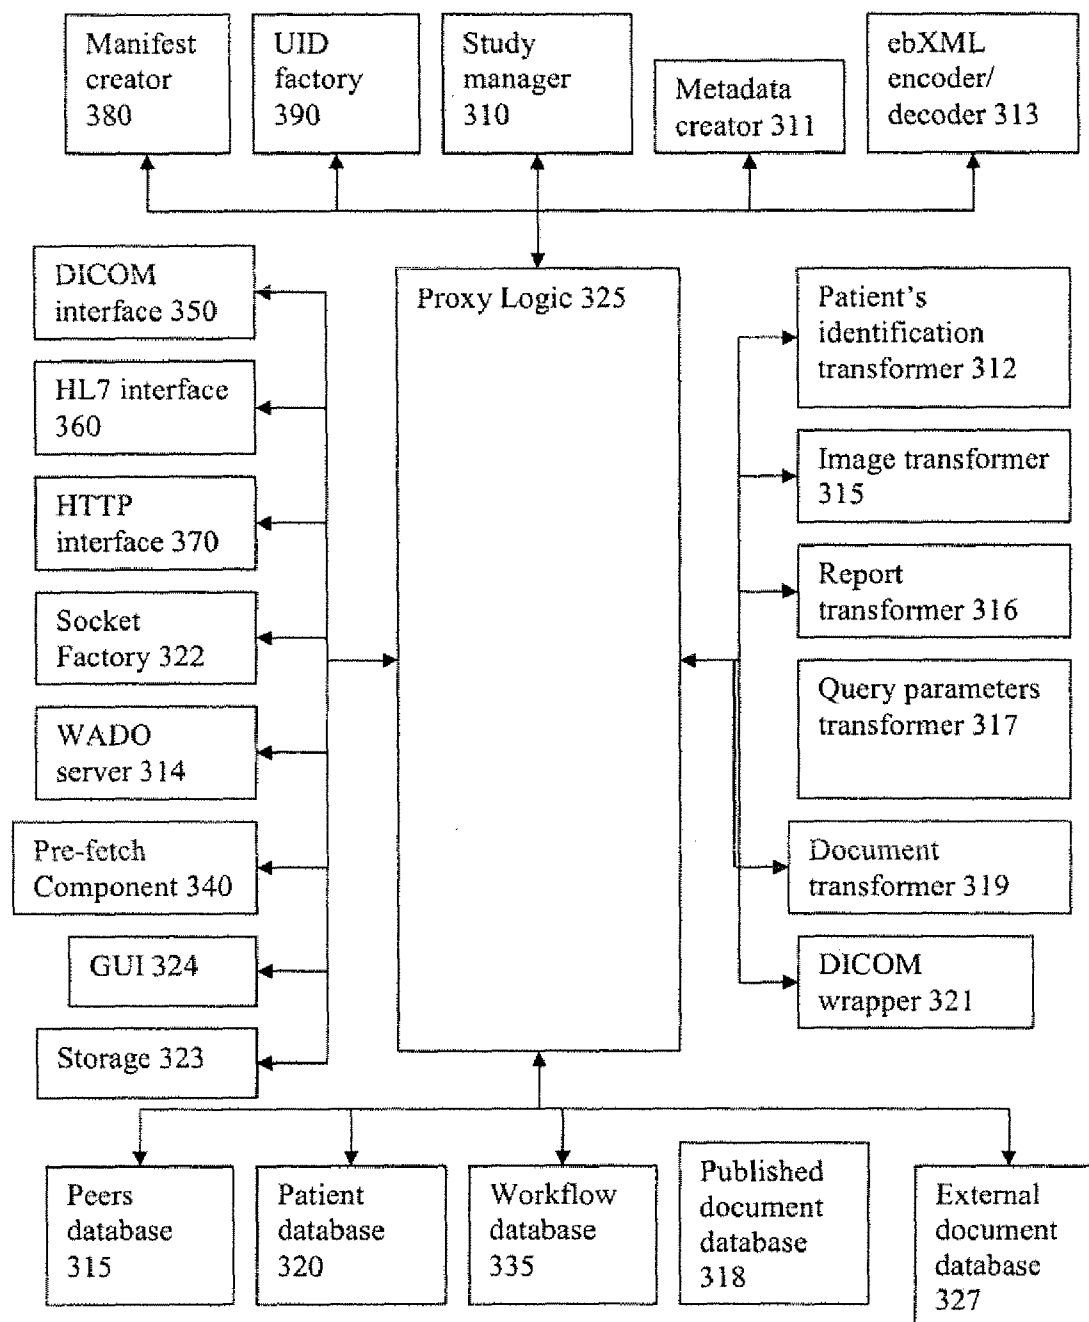 Manifest
creator
380
UID
factory
390
Study
manager
310
Metadata
creator 311
ebXML
encoder/
decoder 313
DICOM
interface 350
HL7 interface
360
HTTP
interface 370
Socket
Factory 322
WADO
server 314
Pre-fetch
Component 340
GUI 324
Storage 323
Proxy Logic 325
Patient's
identification
transformer 312
Image transformer
315
Report
transformer 316
Query parameters
transformer 317
Document
transformer 319
DICOM
wrapper 321
Peers
database
315
Patient
database
320
Workflow
database
335
Published
document
database
318
External
document
database
327